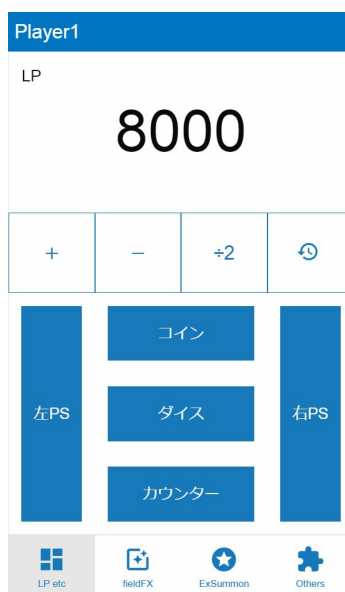 Player1
LP
8000
+ − ÷2
コイン
左PS ダイス 右PS
カウンター
LP etc fieldFX ExSummon Others